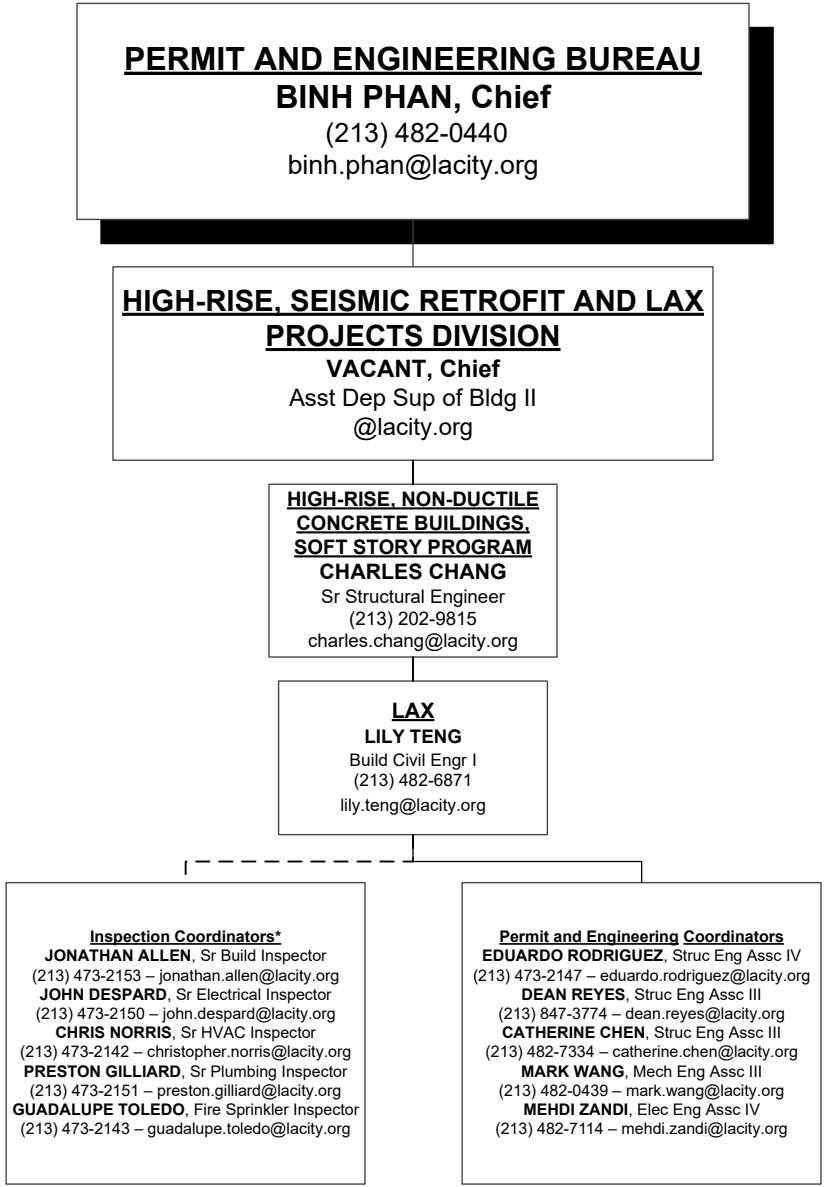 PERMIT AND ENGINEERING BUREAU
BINH PHAN, Chief
(213) 482-0440
binh.phan@lacity.org
HIGH-RISE, SEISMIC RETROFIT AND LAX
PROJECTS DIVISION
VACANT, Chief
Asst Dep Sup of Bldg II
@lacity.org
HIGH-RISE, NON-DUCTILE
CONCRETE BUILDINGS,
SOFT STORY PROGRAM
CHARLES CHANG
Sr Structural Engineer
(213) 202-9815
charles.chang@lacity.org
LAX
LILY TENG
Build Civil Engr I
(213) 482-6871
lily.teng@lacity.org
Inspection Coordinators*
JONATHAN ALLEN, Sr Build Inspector
(213) 473-2153 – jonathan.allen@lacity.org
JOHN DESPARD, Sr Electrical Inspector
(213) 473-2150 – john.despard@lacity.org
CHRIS NORRIS, Sr HVAC Inspector
(213) 473-2142 – christopher.norris@lacity.org
PRESTON GILLIARD, Sr Plumbing Inspector
(213) 473-2151 – preston.gilliard@lacity.org
GUADALUPE TOLEDO, Fire Sprinkler Inspector
(213) 473-2143 – guadalupe.toledo@lacity.org
Permit and Engineering Coordinators
EDUARDO RODRIGUEZ, Struc Eng Assc IV
(213) 473-2147 – eduardo.rodriguez@lacity.org
DEAN REYES, Struc Eng Assc III
(213) 847-3774 – dean.reyes@lacity.org
CATHERINE CHEN, Struc Eng Assc III
(213) 482-7334 – catherine.chen@lacity.org
MARK WANG, Mech Eng Assc III
(213) 482-0439 – mark.wang@lacity.org
MEHDI ZANDI, Elec Eng Assc IV
(213) 482-7114 – mehdi.zandi@lacity.org